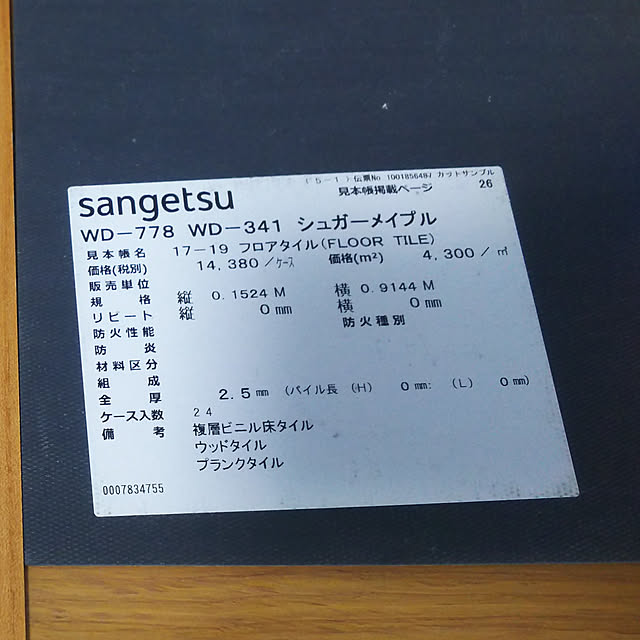 (5-1)伝票No 1001856487 カットサンプル
sangetsu 見本帳掲載ページ 26
WD-778 WD-341 シュガーメイプル
見本帳名 17-19 フロアタイル(FLOOR TILE)
価格(税別) 14,380/ケース 価格(m²) 4,300/㎡
販売単位
規格 縦 0.1524 M 横 0.9144 M
リピート 縦 0 mm 横 0 mm
防火性能 防火種別
防炎
材料区分
組成
全厚 2.5 mm (パイル長 (H) 0 mm: (L) 0 mm)
ケース入数 24
備考 複層ビニル床タイル
ウッドタイル
プランクタイル
0007834755